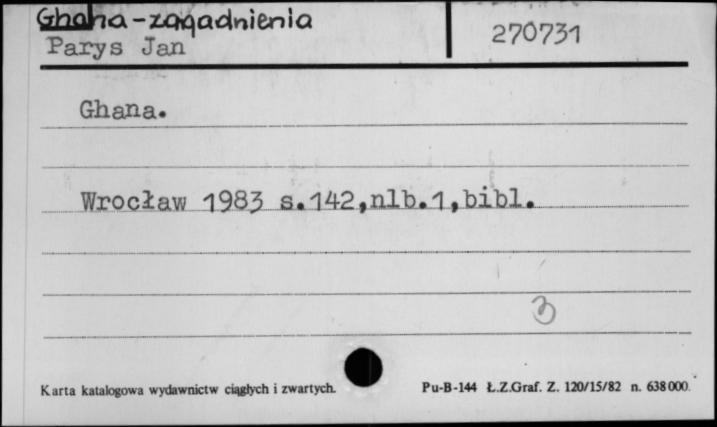 Ghana-zagadnienia
Parys Jan
270731
Ghana.
Wrocław 1983 s.142,nlb.1,bibl.
3
Karta katalogowa wydawnictw ciągłych i zwartych.
Pu-B-144 Ł.Z.Graf. Z. 120/15/82 n. 638000.